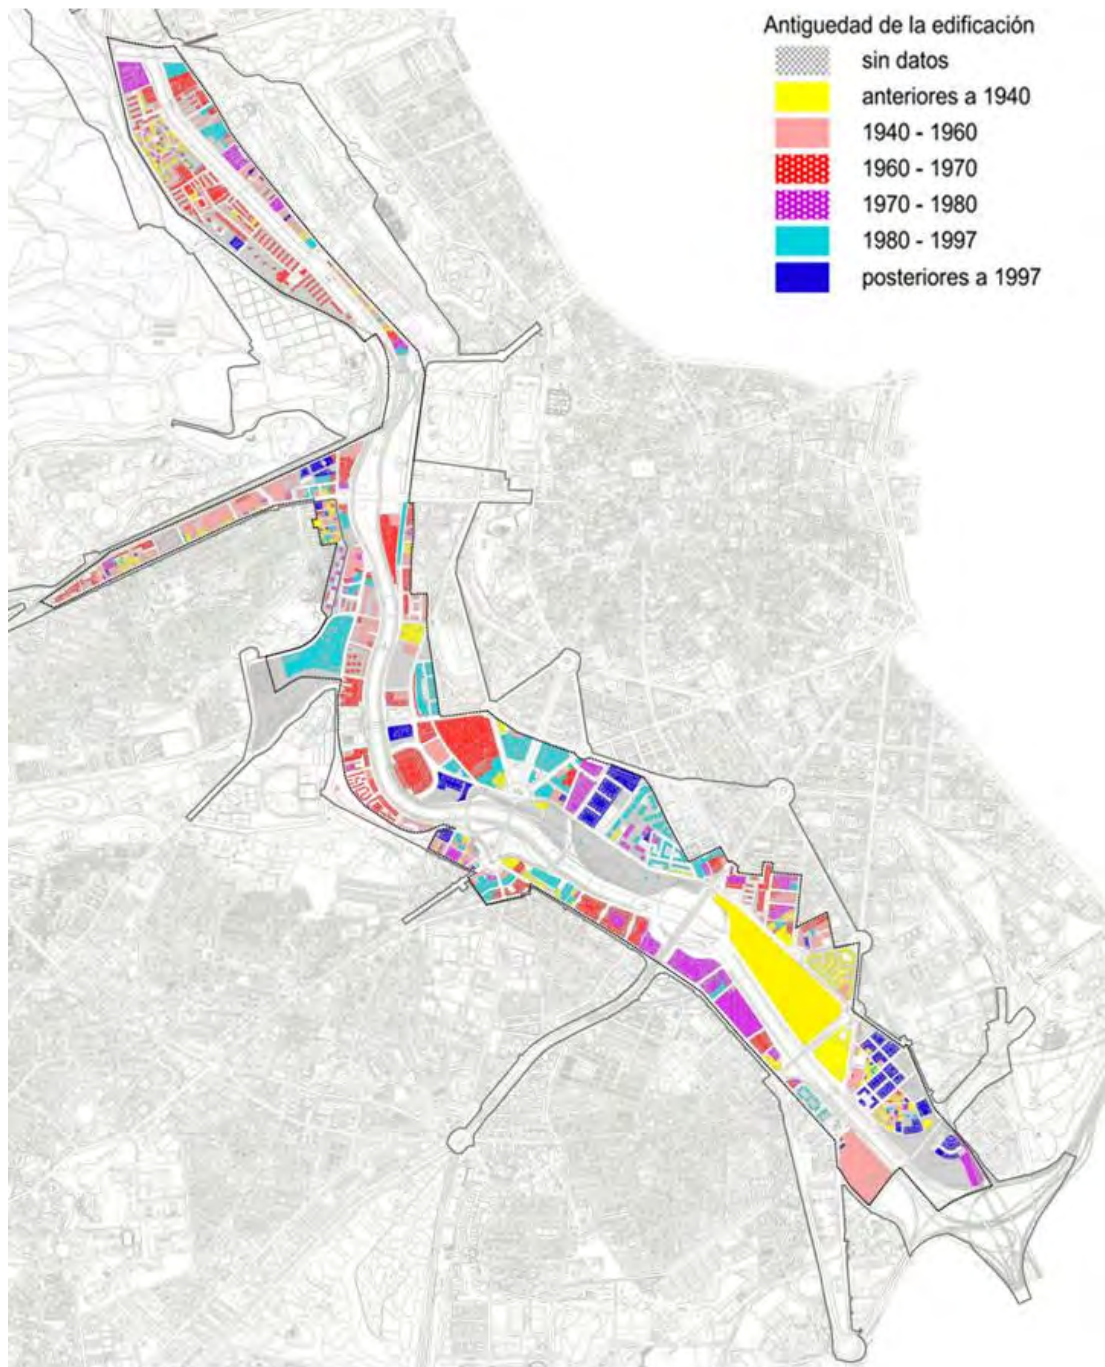 Antiguedad de la edificación
sin datos
anteriores a 1940
1940 - 1960
1960 - 1970
1970 - 1980
1980 - 1997
posteriores a 1997